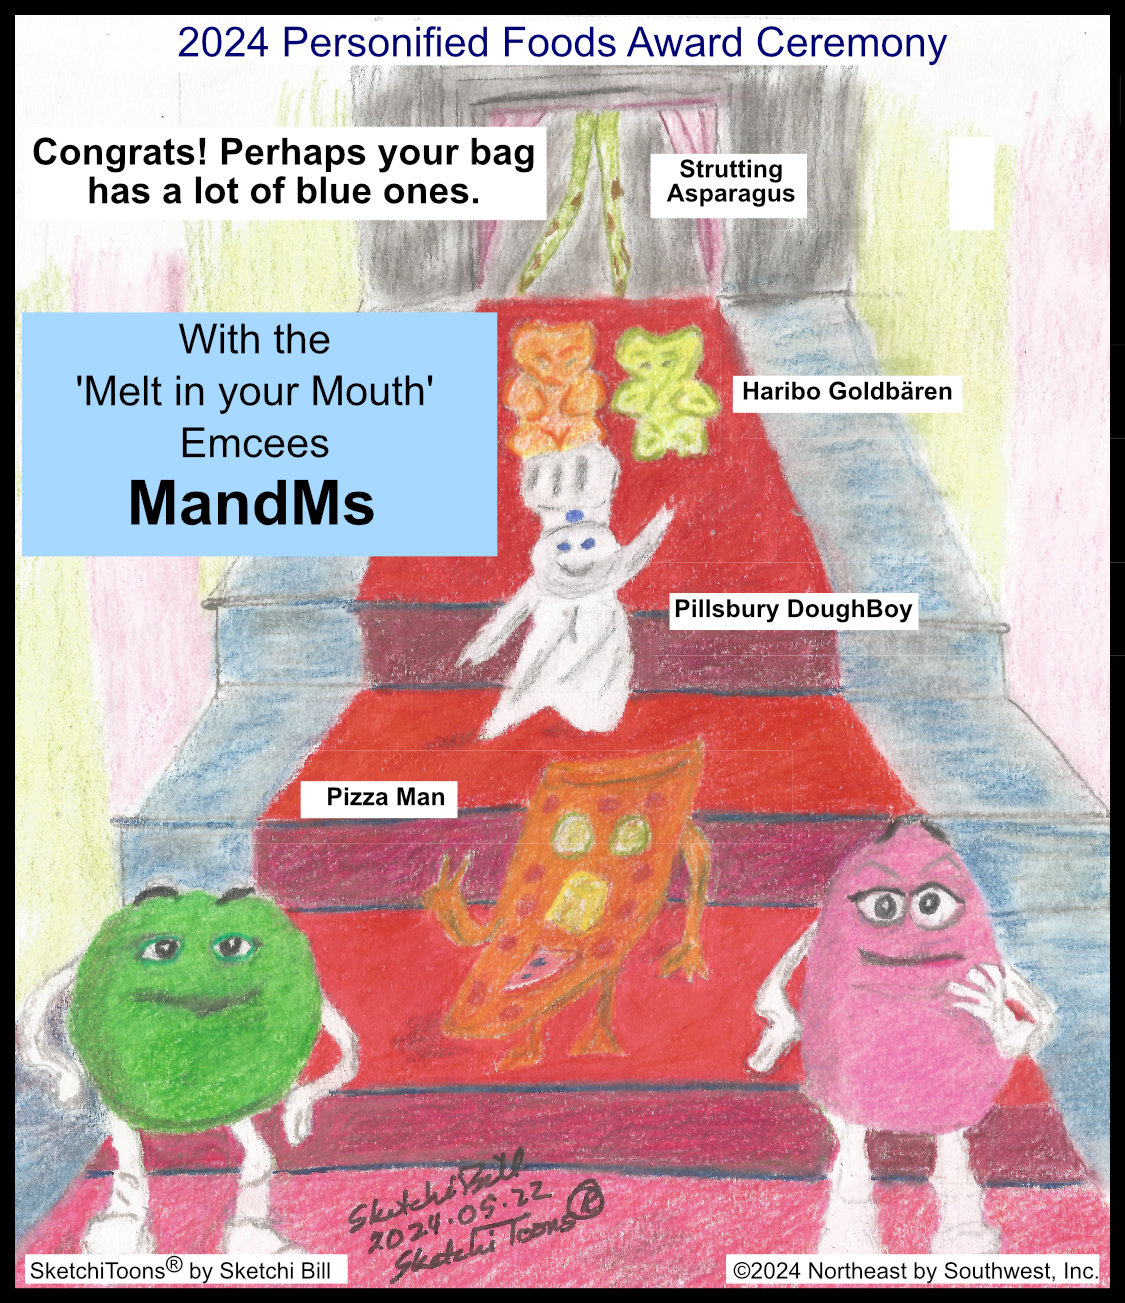 2024 Personified Foods Award Ceremony
Congrats! Perhaps your bag
has a lot of blue ones.
Strutting
Asparagus
With the
'Melt in your Mouth'
Emcees
MandMs
Haribo Goldbären
Pillsbury DoughBoy
Pizza Man
SketchiBill
2024.05.22
SketchiToons®
SketchiToons® by Sketchi Bill
©2024 Northeast by Southwest, Inc.